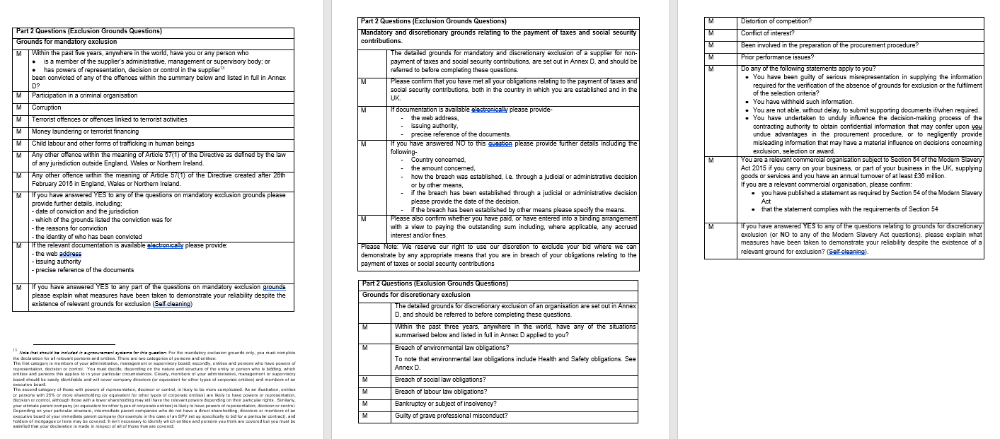 Part 2 Questions (Exclusion Grounds Questions)
Grounds for mandatory exclusion
M
Within the past five years, anywhere in the world, have you or any person who
● is a member of the supplier's administrative, management or supervisory body; or
● has powers of representation, decision or control in the supplier13
been convicted of any of the offences within the summary below and listed in full in Annex
D?
M Participation in a criminal organisation
M Corruption
M Terrorist offences or offences linked to terrorist activities
M Money laundering or terrorist financing
M Child labour and other forms of trafficking in human beings
M Any other offence within the meaning of Article 57(1) of the Directive as defined by the law
of any jurisdiction outside England, Wales or Northern Ireland.
M Any other offence within the meaning of Article 57(1) of the Directive created after 26th
February 2015 in England, Wales or Northern Ireland.
M If you have answered YES to any of the questions on mandatory exclusion grounds please
provide further details, including;
- date of conviction and the jurisdiction
- which of the grounds listed the conviction was for
- the reasons for conviction
- the identity of who has been convicted
M If the relevant documentation is available electronically please provide:
- the web address
- issuing authority
- precise reference of the documents
M If you have answered YES to any part of the questions on mandatory exclusion grounds
please explain what measures have been taken to demonstrate your reliability despite the
existence of relevant grounds for exclusion (Self cleaning)
13 Note that should be included in e-procurement systems for this question: For the mandatory exclusion grounds only, you must complete
the declaration for all relevant persons and entities. There are two categories of persons and entities:
The first category is members of your administrative, management or supervisory board; secondly, entities and persons who have powers of
representation, decision or control. You must decide, depending on the nature and structure of the entity or person who is bidding, which
entities and persons this applies to in your particular circumstances. Clearly, members of your administrative, management or supervisory
board should be easily identifiable and will cover company directors (or equivalent for other types of corporate entities) and members of an
executive board.
The second category of those with powers of representation, decision or control, is likely to be more complicated. As an illustration, entities
or persons with 25% or more shareholding (or equivalent for other types of corporate entities) are likely to have powers or representation,
decision or control, although those with a lower shareholding may still have the relevant powers depending on their particular rights. Similarly,
your ultimate parent company (or equivalent for other types of corporate entities) is likely to have powers of representation, decision or control.
Depending on your particular structure, intermediate parent companies who do not have a direct shareholding, directors or members of an
executive board of your immediate parent company (for example in the case of an SPV set up specifically to bid for a particular contract), and
holders of mortgages or liens may be covered. It isn't necessary to identify which entities and persons you think are covered but you must be
satisfied that your declaration is made in respect of all of those that are covered.
Part 2 Questions (Exclusion Grounds Questions)
Mandatory and discretionary grounds relating to the payment of taxes and social security
contributions.
The detailed grounds for mandatory and discretionary exclusion of a supplier for non-
payment of taxes and social security contributions, are set out in Annex D, and should be
referred to before completing these questions.
M Please confirm that you have met all your obligations relating to the payment of taxes and
social security contributions, both in the country in which you are established and in the
UK.
M If documentation is available electronically please provide-
- the web address,
- issuing authority,
- precise reference of the documents.
M If you have answered NO to this question please provide further details including the
following-
- Country concerned,
- the amount concerned,
- how the breach was established, i.e. through a judicial or administrative decision
or by other means,
- if the breach has been established through a judicial or administrative decision
please provide the date of the decision,
- if the breach has been established by other means please specify the means.
M Please also confirm whether you have paid, or have entered into a binding arrangement
with a view to paying the outstanding sum including, where applicable, any accrued
interest and/or fines.
Please Note: We reserve our right to use our discretion to exclude your bid where we can
demonstrate by any appropriate means that you are in breach of your obligations relating to the
payment of taxes or social security contributions
Part 2 Questions (Exclusion Grounds Questions)
Grounds for discretionary exclusion
The detailed grounds for discretionary exclusion of an organisation are set out in Annex
D, and should be referred to before completing these questions.
M Within the past three years, anywhere in the world, have any of the situations
summarised below and listed in full in Annex D applied to you?
M Breach of environmental law obligations?
To note that environmental law obligations include Health and Safety obligations. See
Annex D.
M Breach of social law obligations?
M Breach of labour law obligations?
M Bankruptcy or subject of insolvency?
M Guilty of grave professional misconduct?
M Distortion of competition?
M Conflict of interest?
M Been involved in the preparation of the procurement procedure?
M Prior performance issues?
M Do any of the following statements apply to you?
● You have been guilty of serious misrepresentation in supplying the information
required for the verification of the absence of grounds for exclusion or the fulfilment
of the selection criteria?
● You have withheld such information.
● You are not able, without delay, to submit supporting documents if/when required.
● You have undertaken to unduly influence the decision-making process of the
contracting authority to obtain confidential information that may confer upon you
undue advantages in the procurement procedure, or to negligently provide
misleading information that may have a material influence on decisions concerning
exclusion, selection or award.
M You are a relevant commercial organisation subject to Section 54 of the Modern Slavery
Act 2015 if you carry on your business, or part of your business in the UK, supplying
goods or services and you have an annual turnover of at least £36 million.
If you are a relevant commercial organisation, please confirm:
● you have published a statement as required by Section 54 of the Modern Slavery
Act
● that the statement complies with the requirements of Section 54
M If you have answered YES to any of the questions relating to grounds for discretionary
exclusion (or NO to any of the Modern Slavery Act questions), please explain what
measures have been taken to demonstrate your reliability despite the existence of a
relevant ground for exclusion? (Self cleaning).